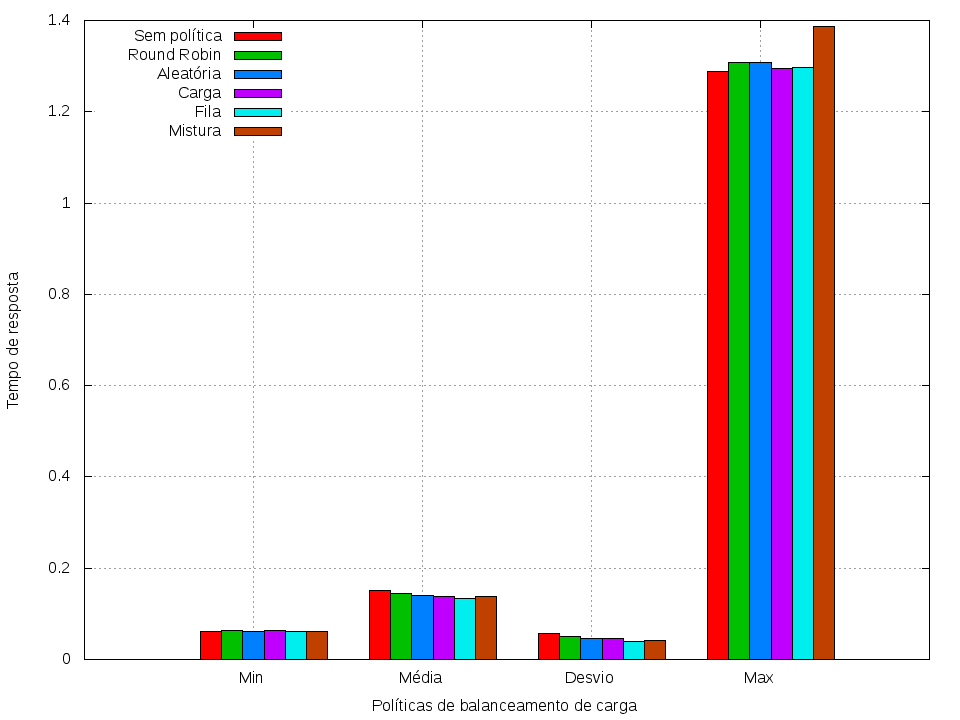 1.4
1.2
1
0.8
0.6
0.4
0.2
0
Tempo de resposta
Sem política
Round Robin
Aleatória
Carga
Fila
Mistura
Min
Média
Desvio
Max
Políticas de balanceamento de carga